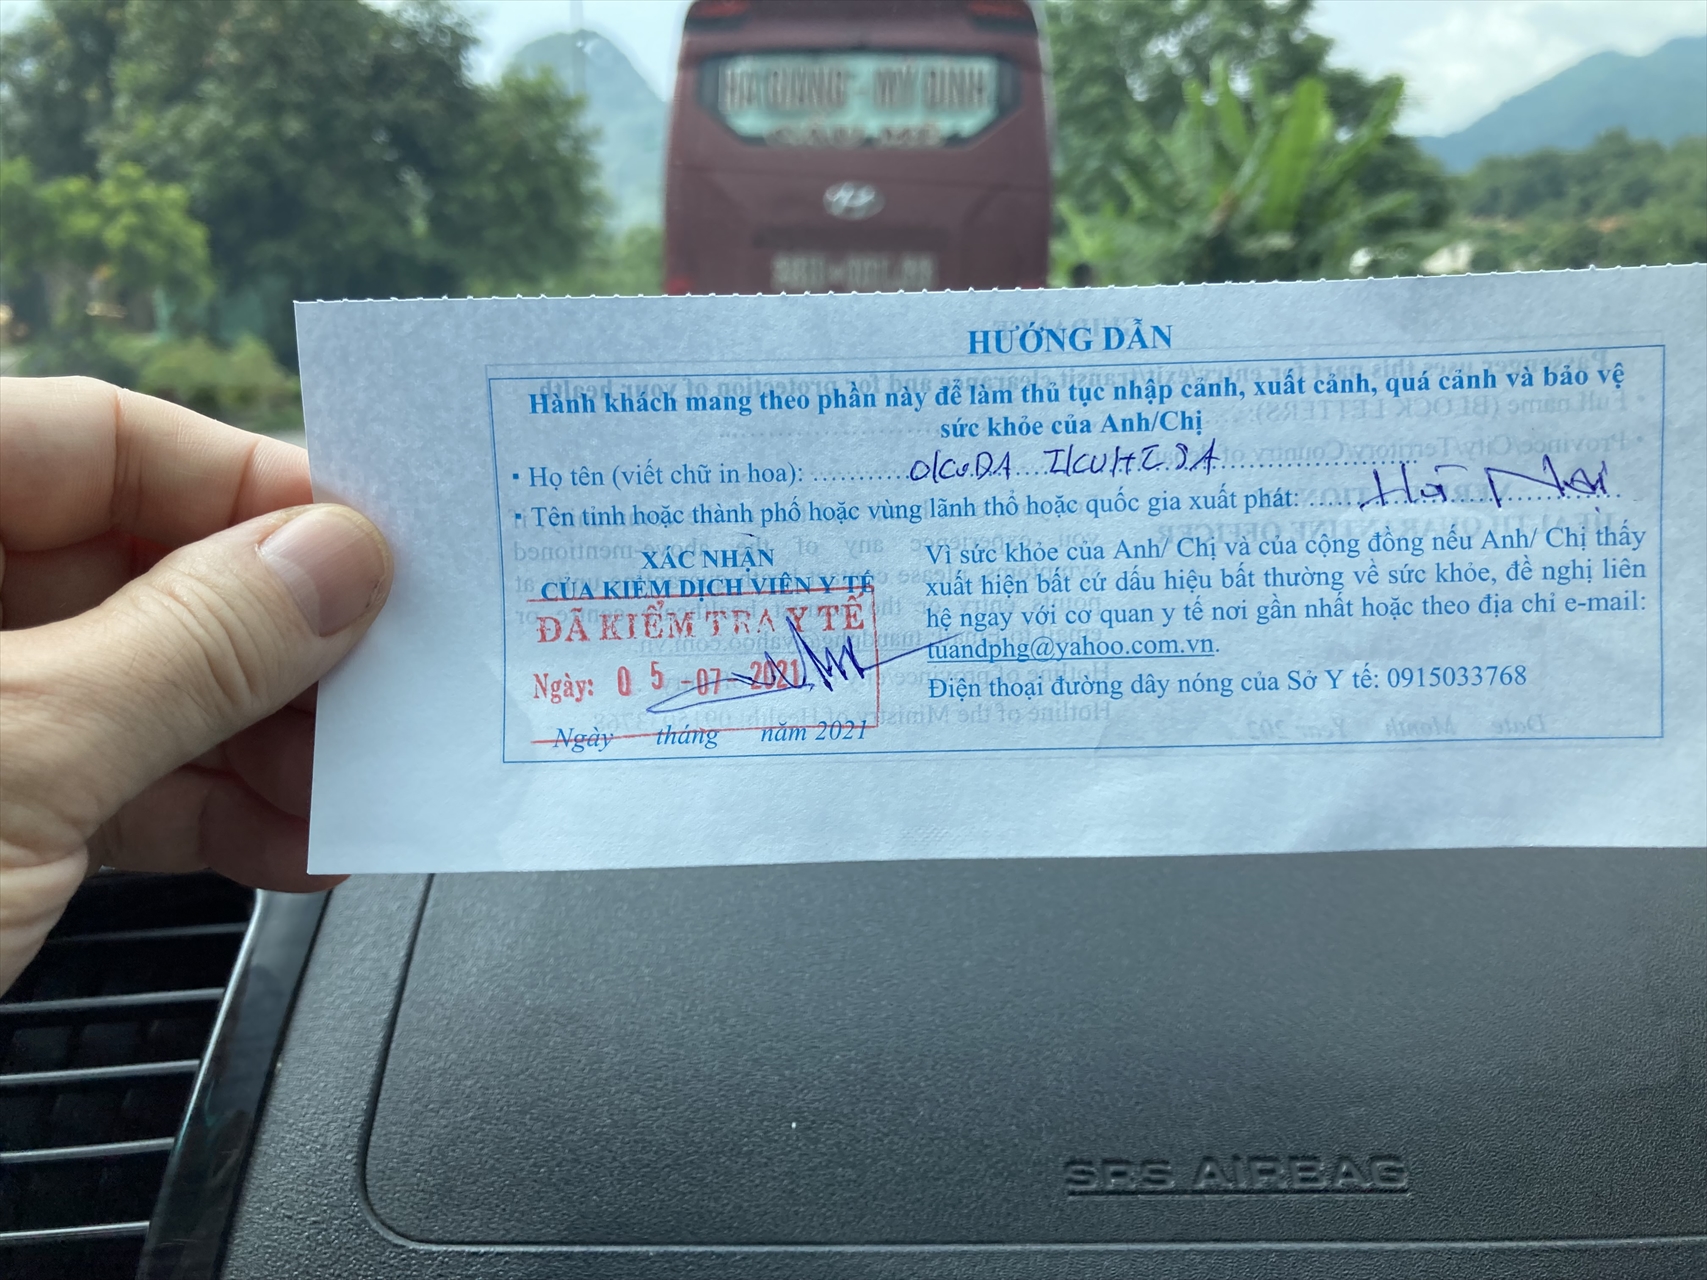 HÀ GIANG - MỸ ĐÌNH
HƯỚNG DẪN
Hành khách mang theo phần này để làm thủ tục nhập cảnh, xuất cảnh, quá cảnh và bảo vệ
sức khỏe của Anh/Chị
▪ Họ tên (viết chữ in hoa): OKUDA IKUHIDA
▪ Tên tỉnh hoặc thành phố hoặc vùng lãnh thổ hoặc quốc gia xuất phát: Hà Nội
XÁC NHẬN
CỦA KIỂM DỊCH VIÊN Y TẾ
ĐÃ KIỂM TRA Y TẾ
Ngày: 05-07-2021
Ngày tháng năm 2021
Vì sức khỏe của Anh/ Chị và của cộng đồng nếu Anh/ Chị thấy
xuất hiện bất cứ dấu hiệu bất thường về sức khỏe, đề nghị liên
hệ ngay với cơ quan y tế nơi gần nhất hoặc theo địa chỉ e-mail:
tuandphg@yahoo.com.vn.
Điện thoại đường dây nóng của Sở Y tế: 0915033768
SRS AIRBAG